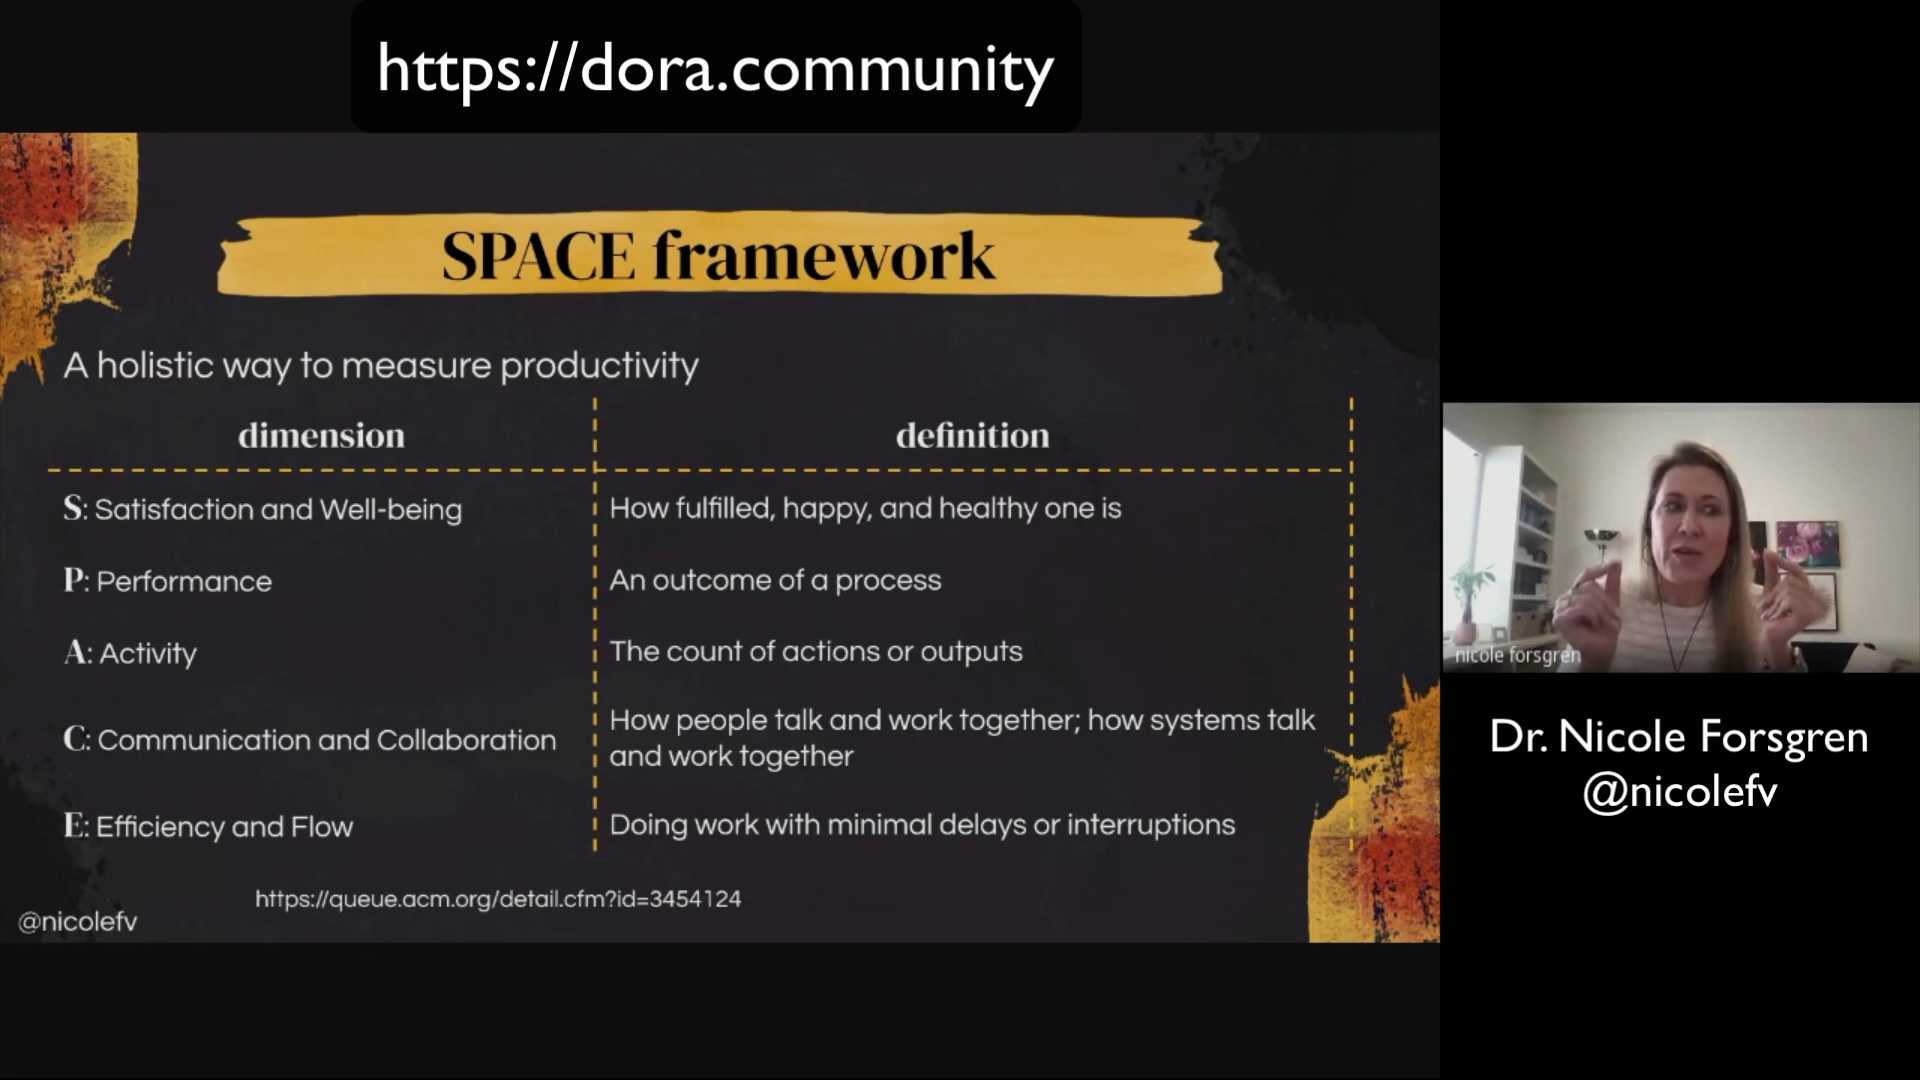 https://dora.community
SPACE framework
A holistic way to measure productivity
dimension
definition
S: Satisfaction and Well-being
How fulfilled, happy, and healthy one is
P: Performance
An outcome of a process
A: Activity
The count of actions or outputs
C: Communication and Collaboration
How people talk and work together; how systems talk
and work together
E: Efficiency and Flow
Doing work with minimal delays or interruptions
https://queue.acm.org/detail.cfm?id=3454124
@nicolefv
nicole forsgren
Dr. Nicole Forsgren
@nicolefv